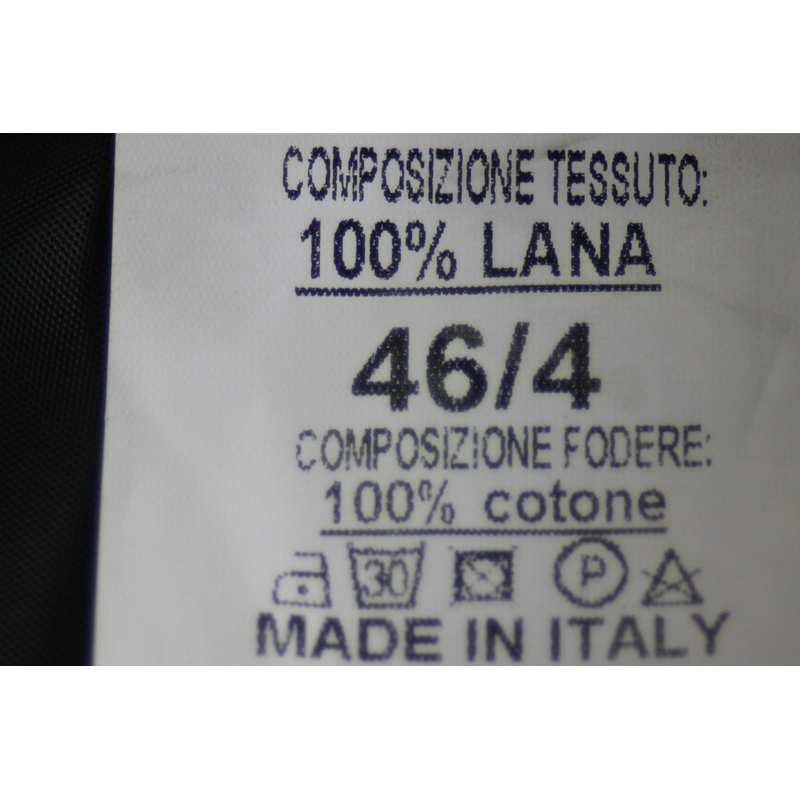 COMPOSIZIONE TESSUTO:
100% LANA
46/4
COMPOSIZIONE FODERE:
100% cotone
30 P
MADE IN ITALY